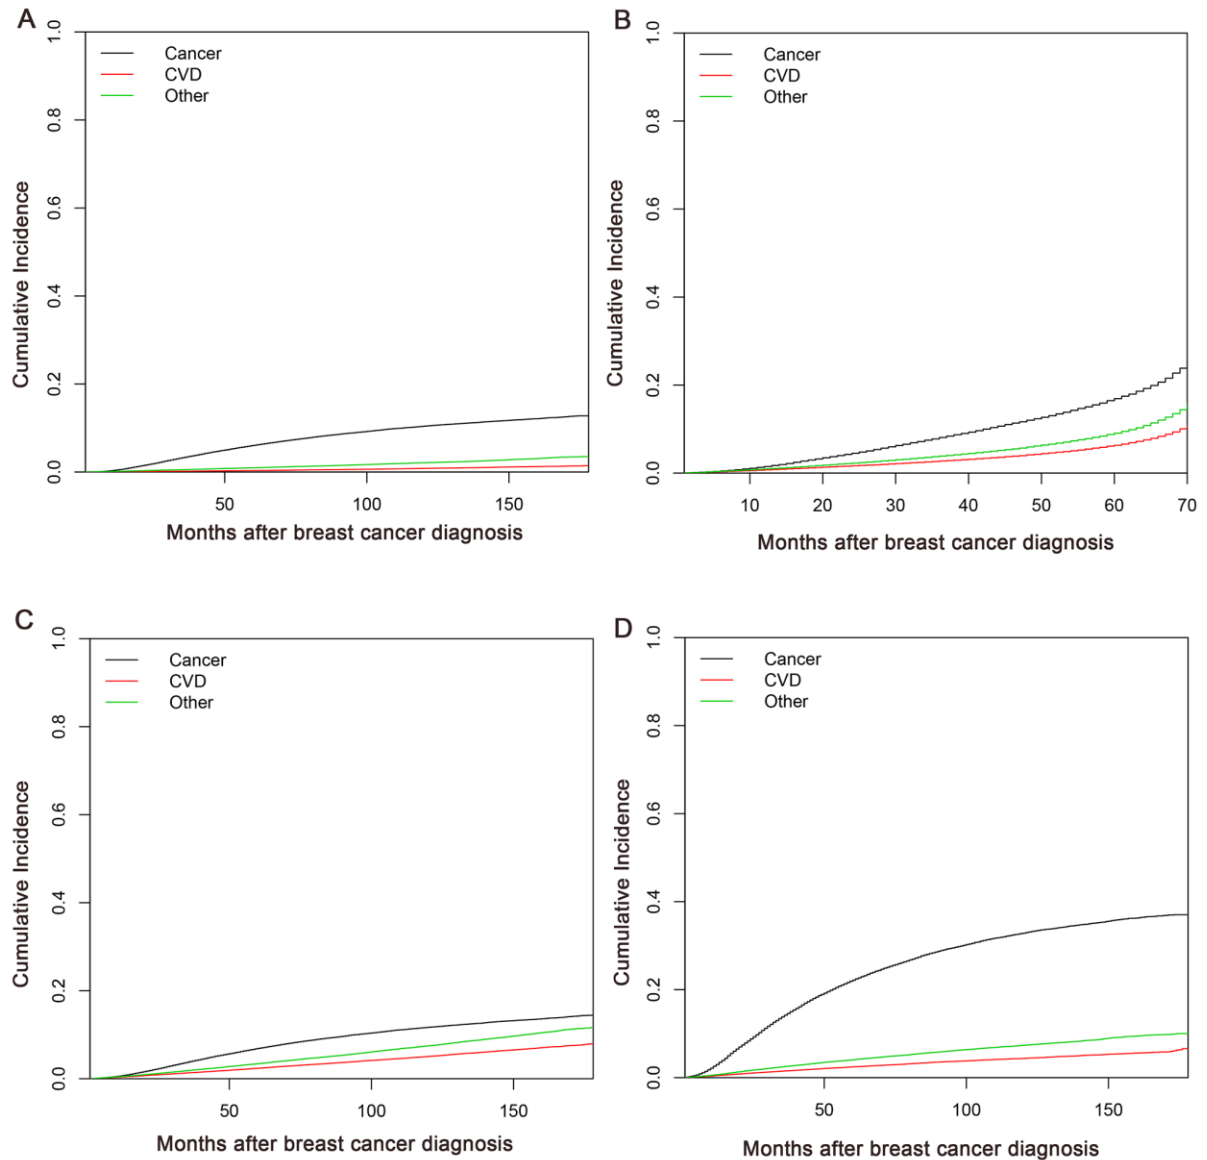 A
Cancer
CVD
Other
Cumulative Incidence
0.0 0.2 0.4 0.6 0.8 1.0
50 100 150
Months after breast cancer diagnosis
B
Cancer
CVD
Other
Cumulative Incidence
0.0 0.2 0.4 0.6 0.8 1.0
10 20 30 40 50 60 70
Months after breast cancer diagnosis
C
Cancer
CVD
Other
Cumulative Incidence
0.0 0.2 0.4 0.6 0.8 1.0
50 100 150
Months after breast cancer diagnosis
D
Cancer
CVD
Other
Cumulative Incidence
0.0 0.2 0.4 0.6 0.8 1.0
50 100 150
Months after breast cancer diagnosis